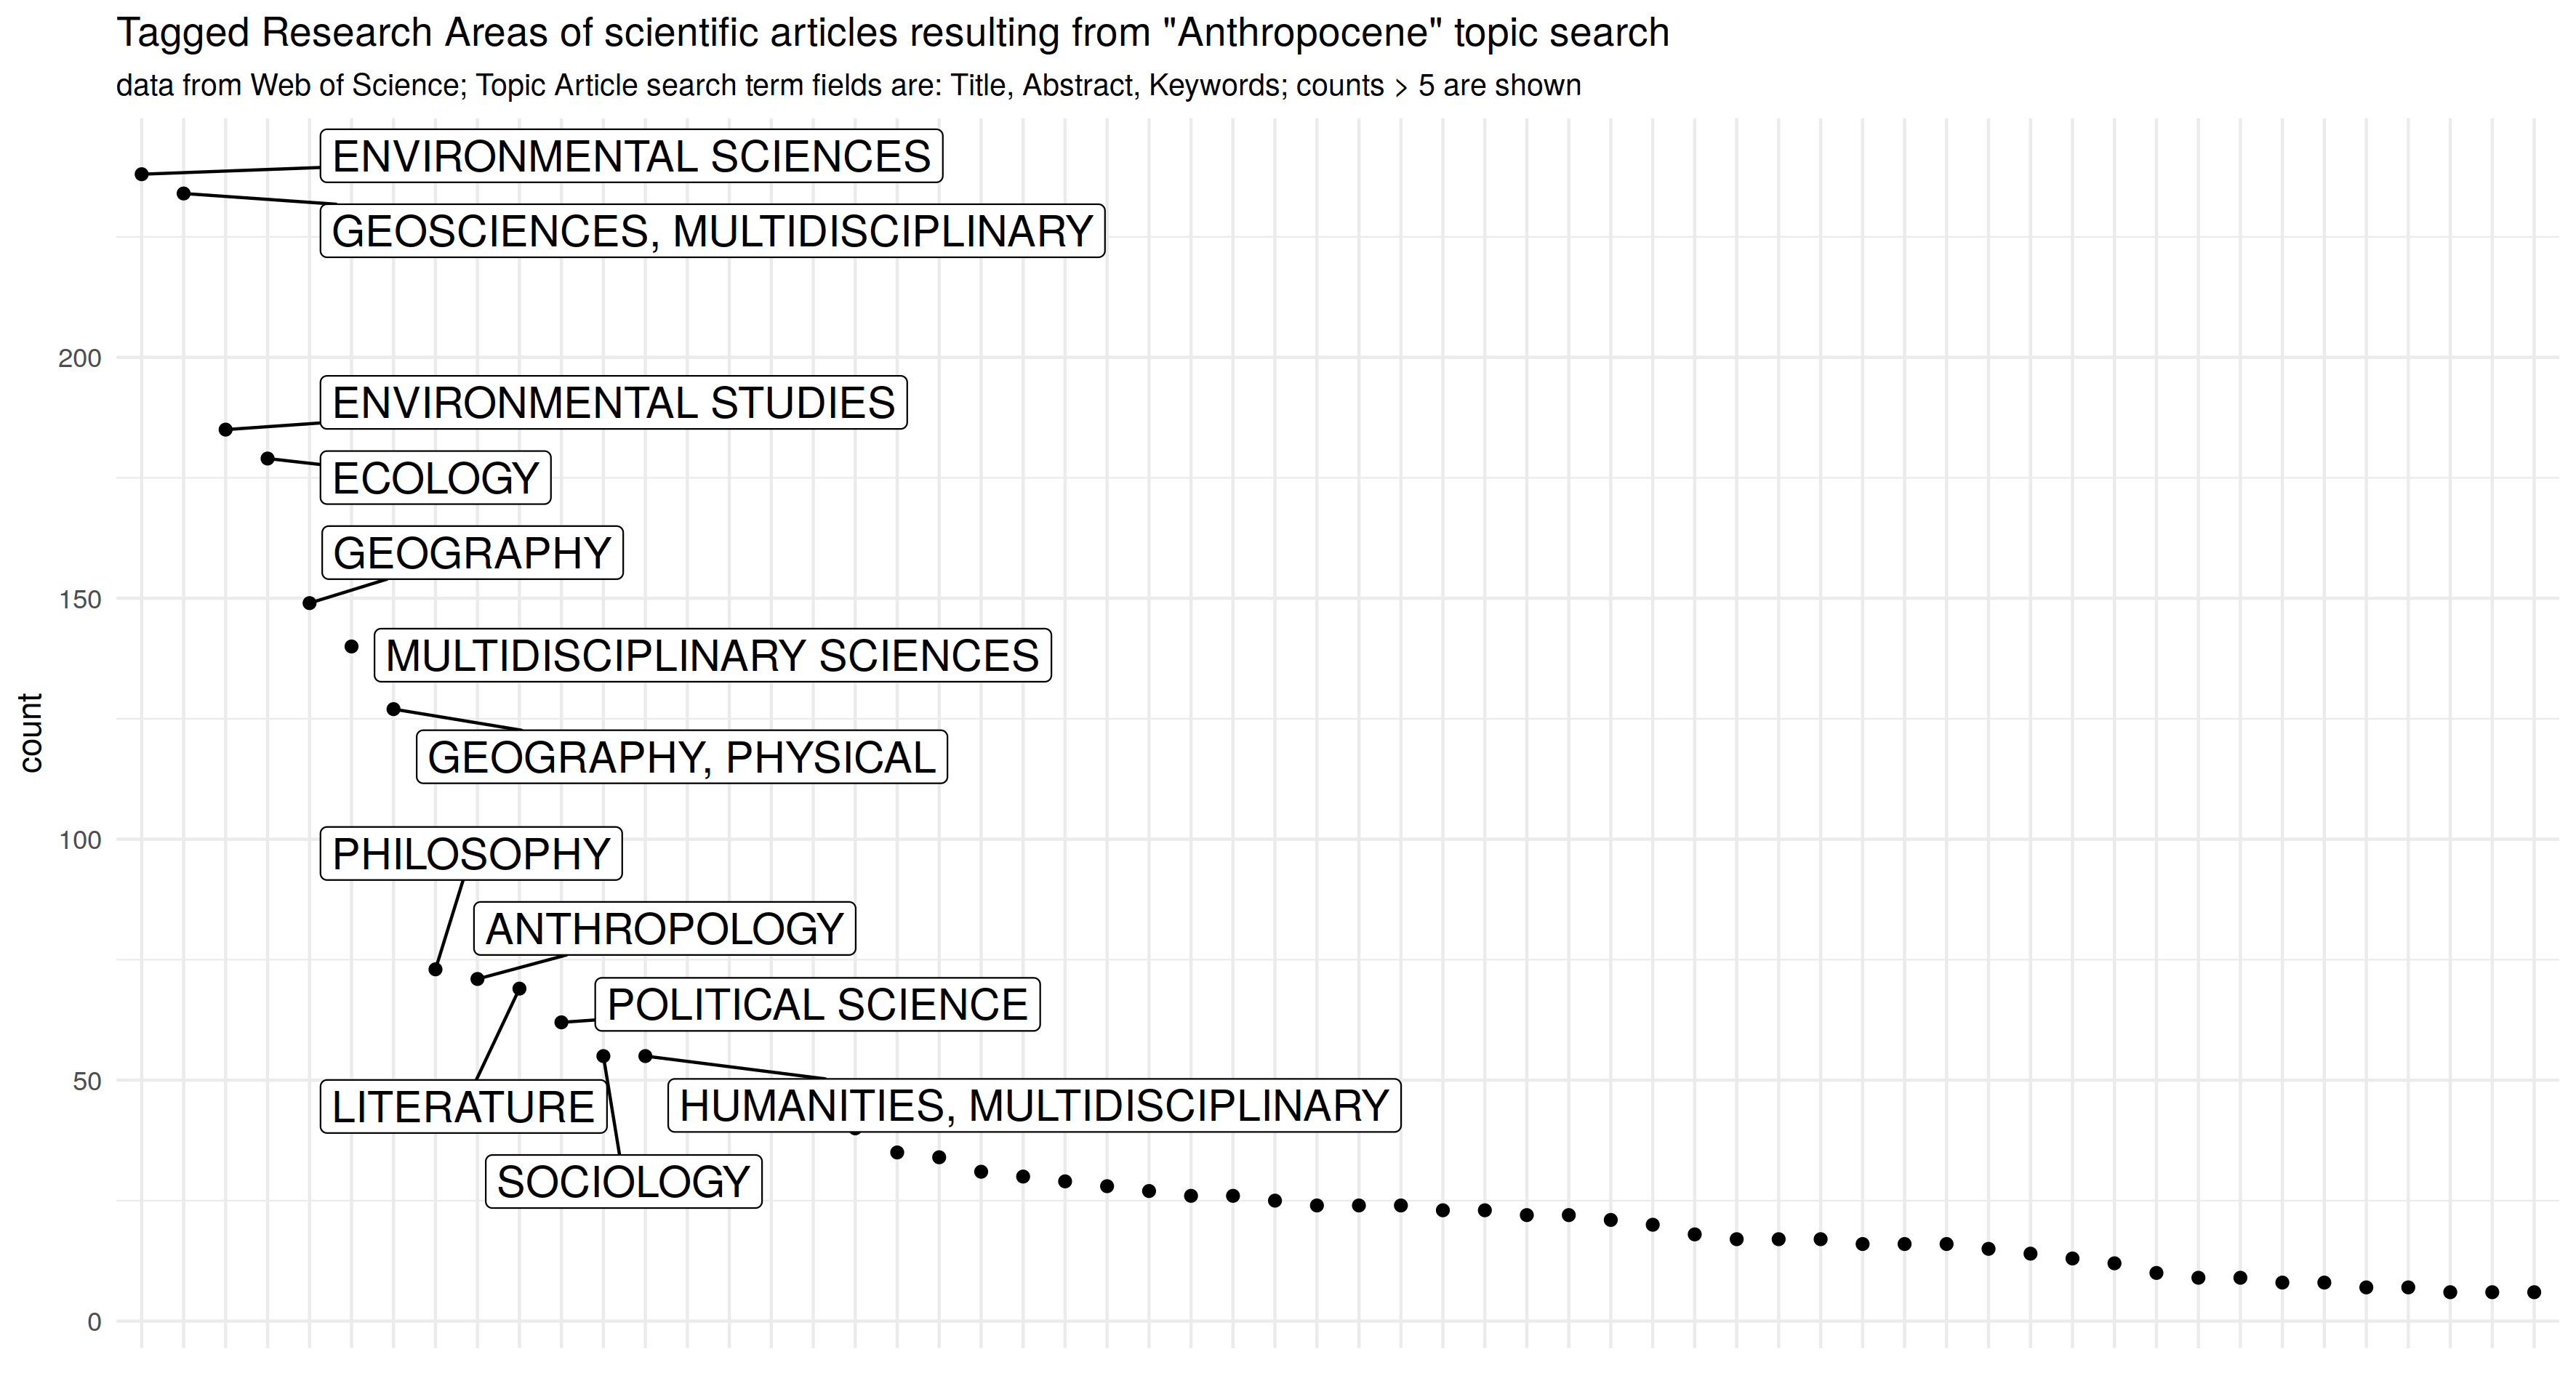 Tagged Research Areas of scientific articles resulting from "Anthropocene" topic search
data from Web of Science; Topic Article search term fields are: Title, Abstract, Keywords; counts > 5 are shown
ENVIRONMENTAL SCIENCES
GEOSCIENCES, MULTIDISCIPLINARY
200
ENVIRONMENTAL STUDIES
ECOLOGY
GEOGRAPHY
150
MULTIDISCIPLINARY SCIENCES
count
GEOGRAPHY, PHYSICAL
100
PHILOSOPHY
ANTHROPOLOGY
POLITICAL SCIENCE
50
LITERATURE
HUMANITIES, MULTIDISCIPLINARY
SOCIOLOGY
0